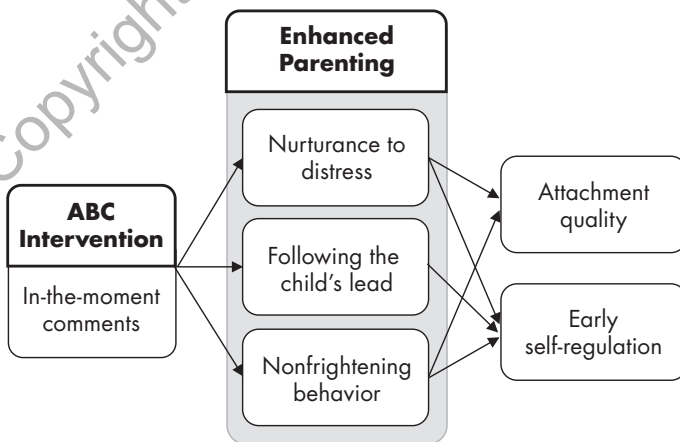 Copyright
Enhanced
Parenting
Nurturance to
distress
Following the
child's lead
Nonfrightening
behavior
ABC
Intervention
In-the-moment
comments
Attachment
quality
Early
self-regulation